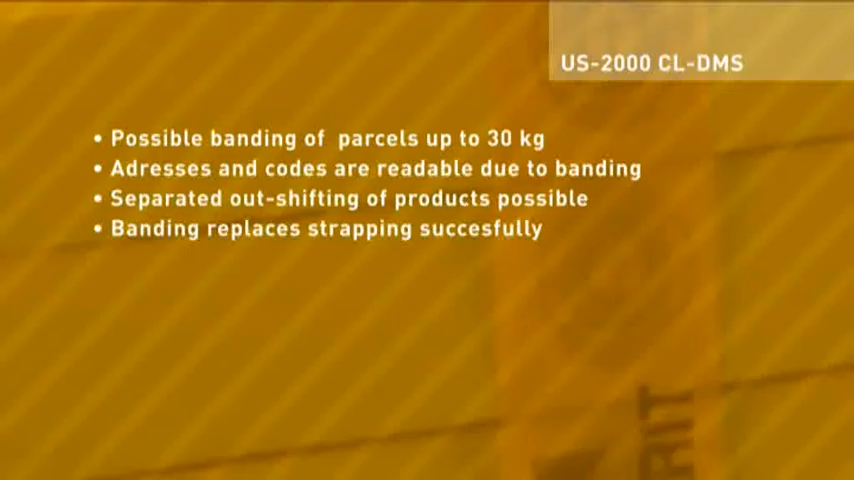 US-2000 CL-DMS
• Possible banding of parcels up to 30 kg
• Adresses and codes are readable due to banding
• Separated out-shifting of products possible
• Banding replaces strapping succesfully